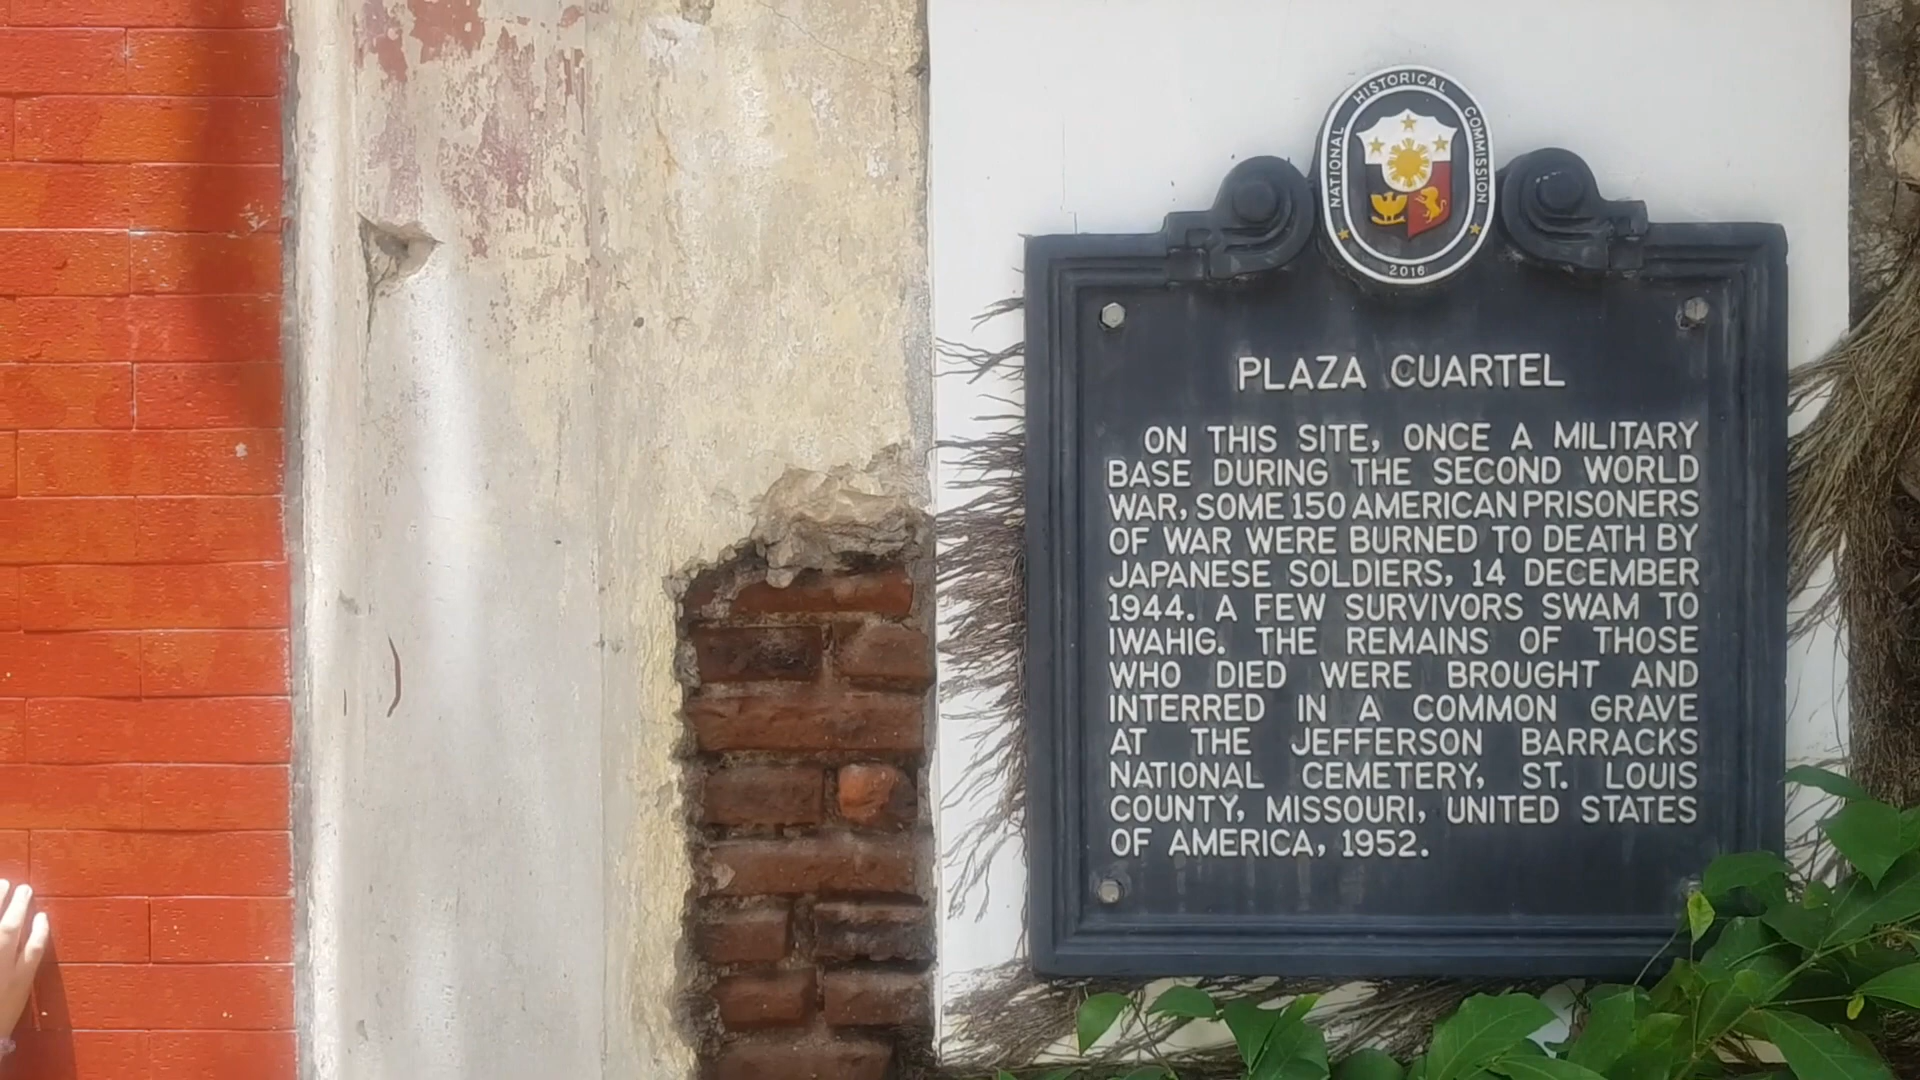 NATIONAL HISTORICAL COMMISSION
2016
PLAZA CUARTEL
ON THIS SITE, ONCE A MILITARY
BASE DURING THE SECOND WORLD
WAR, SOME 150 AMERICAN PRISONERS
OF WAR WERE BURNED TO DEATH BY
JAPANESE SOLDIERS, 14 DECEMBER
1944. A FEW SURVIVORS SWAM TO
IWAHIG. THE REMAINS OF THOSE
WHO DIED WERE BROUGHT AND
INTERRED IN A COMMON GRAVE
AT THE JEFFERSON BARRACKS
NATIONAL CEMETERY, ST. LOUIS
COUNTY, MISSOURI, UNITED STATES
OF AMERICA, 1952.